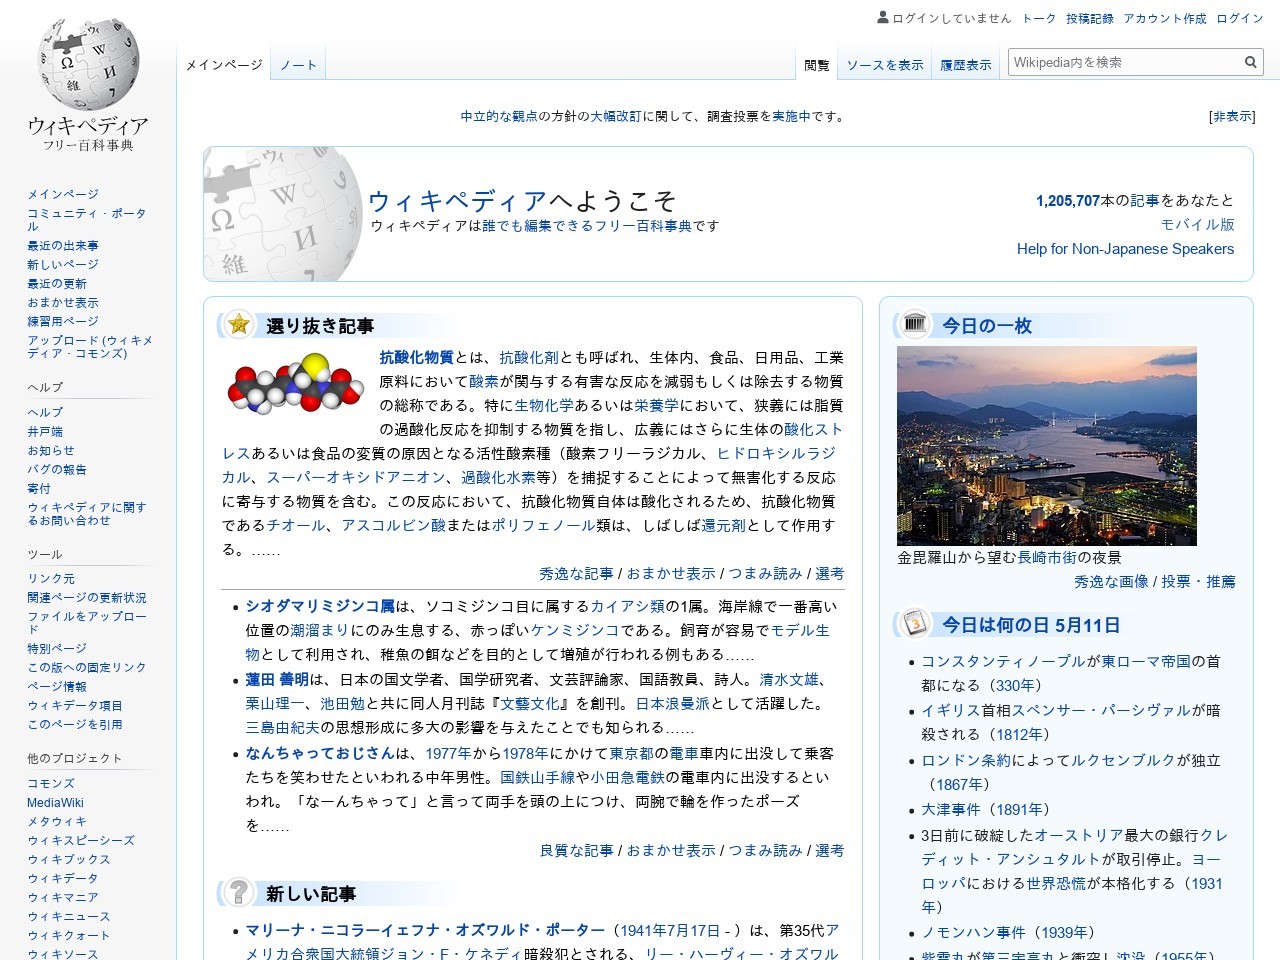 ログインしていません トーク 投稿記録 アカウント作成 ログイン
メインページ ノート 閲覧 ソースを表示 履歴表示 Wikipedia内を検索
ウィキペディア
フリー百科事典
メインページ
コミュニティ・ポータ
ル
最近の出来事
新しいページ
最近の更新
おまかせ表示
練習用ページ
アップロード (ウィキメ
ディア・コモンズ)
ヘルプ
ヘルプ
井戸端
お知らせ
バグの報告
寄付
ウィキペディアに関す
るお問い合わせ
ツール
リンク元
関連ページの更新状況
ファイルをアップロー
ド
特別ページ
この版への固定リンク
ページ情報
ウィキデータ項目
このページを引用
他のプロジェクト
コモンズ
MediaWiki
メタウィキ
ウィキスピーシーズ
ウィキブックス
ウィキデータ
ウィキマニア
ウィキニュース
ウィキクォート
ウィキソース
中立的な観点の方針の大幅改訂に関して、調査投票を実施中です。 [非表示]
ウィキペディアへようこそ
ウィキペディアは誰でも編集できるフリー百科事典です
1,205,707本の記事をあなたと
モバイル版
Help for Non-Japanese Speakers
選り抜き記事
抗酸化物質とは、抗酸化剤とも呼ばれ、生体内、食品、日用品、工業
原料において酸素が関与する有害な反応を減弱もしくは除去する物質
の総称である。特に生物化学あるいは栄養学において、狭義には脂質
の過酸化反応を抑制する物質を指し、広義にはさらに生体の酸化スト
レスあるいは食品の変質の原因となる活性酸素種（酸素フリーラジカル、ヒドロキシルラジ
カル、スーパーオキシドアニオン、過酸化水素等）を捕捉することによって無害化する反応
に寄与する物質を含む。この反応において、抗酸化物質自体は酸化されるため、抗酸化物質
であるチオール、アスコルビン酸またはポリフェノール類は、しばしば還元剤として作用す
る。……
秀逸な記事 / おまかせ表示 / つまみ読み / 選考
シオダマリミジンコ属は、ソコミジンコ目に属するカイアシ類の1属。海岸線で一番高い
位置の潮溜まりにのみ生息する、赤っぽいケンミジンコである。飼育が容易でモデル生
物として利用され、稚魚の餌などを目的として増殖が行われる例もある……
蓮田 善明は、日本の国文学者、国学研究者、文芸評論家、国語教員、詩人。清水文雄、
栗山理一、池田勉と共に同人月刊誌『文藝文化』を創刊。日本浪曼派として活躍した。
三島由紀夫の思想形成に多大の影響を与えたことでも知られる……
なんちゃっておじさんは、1977年から1978年にかけて東京都の電車車内に出没して乗客
たちを笑わせたといわれる中年男性。国鉄山手線や小田急電鉄の電車内に出没するとい
われ。「なーんちゃって」と言って両手を頭の上につけ、両腕で輪を作ったポーズ
を……
良質な記事 / おまかせ表示 / つまみ読み / 選考
新しい記事
マリーナ・ニコラーイェフナ・オズワルド・ポーター（1941年7月17日 - ）は、第35代ア
メリカ合衆国大統領ジョン・F・ケネディ暗殺犯とされる、リー・ハーヴィー・オズワル
今日の一枚
金毘羅山から望む長崎市街の夜景
秀逸な画像 / 投票・推薦
今日は何の日 5月11日
コンスタンティノープルが東ローマ帝国の首
都になる（330年）
イギリス首相スペンサー・パーシヴァルが暗
殺される（1812年）
ロンドン条約によってルクセンブルクが独立
（1867年）
大津事件（1891年）
3日前に破綻したオーストリア最大の銀行クレ
ディット・アンシュタルトが取引停止。ヨー
ロッパにおける世界恐慌が本格化する（1931
年）
ノモンハン事件（1939年）
紫雲丸が第三宇高丸と衝突し沈没（1955年）